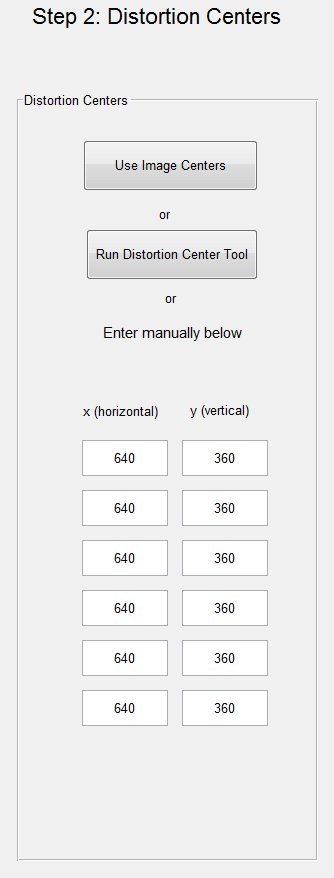 Step 2: Distortion Centers
Distortion Centers
Use Image Centers
or
Run Distortion Center Tool
or
Enter manually below
x (horizontal) y (vertical)
640 360
640 360
640 360
640 360
640 360
640 360